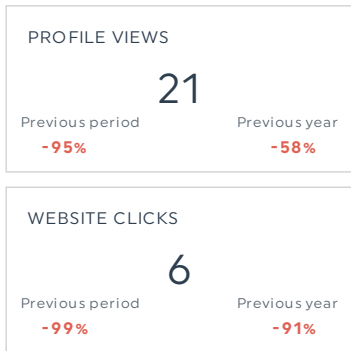 PROFILE VIEWS
21
Previous period Previous year
-95% -58%
WEBSITE CLICKS
6
Previous period Previous year
-99% -91%